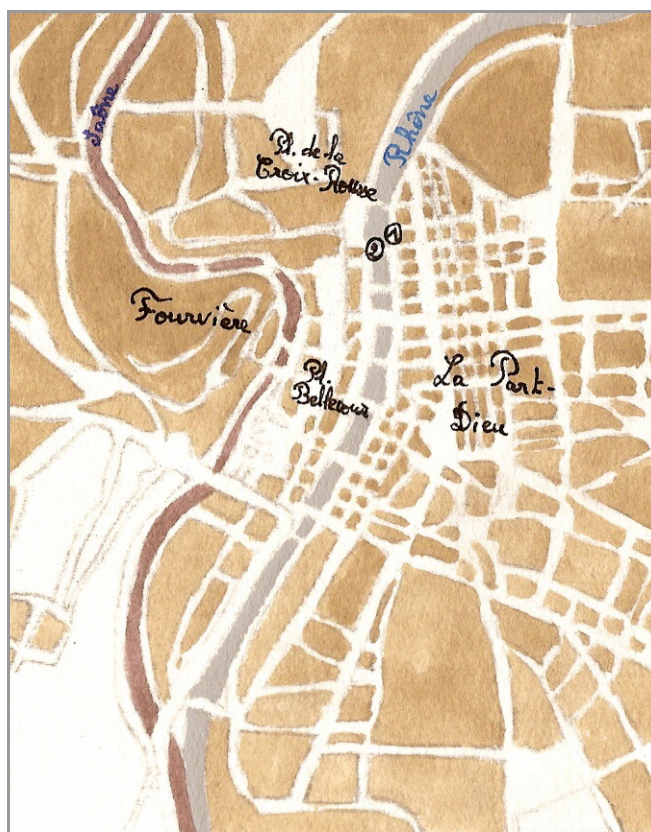 Saône
Rhône
Pl. de la
Croix-Rousse
② ①
Fourvière
Pl.
Bellecour
La Part-
Dieu